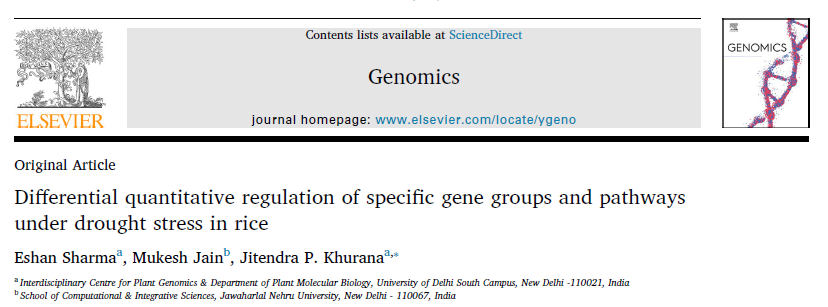 Contents lists available at ScienceDirect
Genomics
journal homepage: www.elsevier.com/locate/ygeno
ELSEVIER
GENOMICS
Original Article
Differential quantitative regulation of specific gene groups and pathways
under drought stress in rice
Eshan Sharmaa, Mukesh Jainb, Jitendra P. Khuranaa,*
a Interdisciplinary Centre for Plant Genomics & Department of Plant Molecular Biology, University of Delhi South Campus, New Delhi -110021, India
b School of Computational & Integrative Sciences, Jawaharlal Nehru University, New Delhi - 110067, India